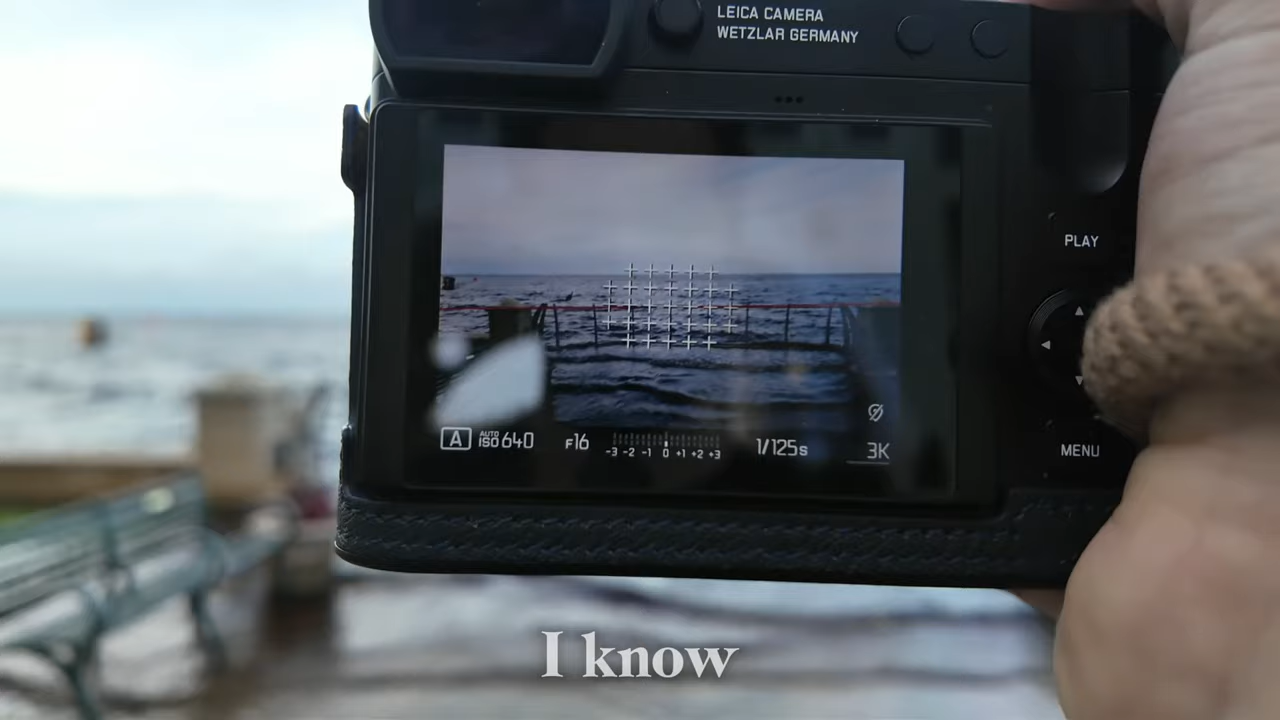 LEICA CAMERA
WETZLAR GERMANY
PLAY
A AUTO ISO 640 F16 -3 -2 -1 0 +1 +2 +3 1/125s 3K
MENU
I know